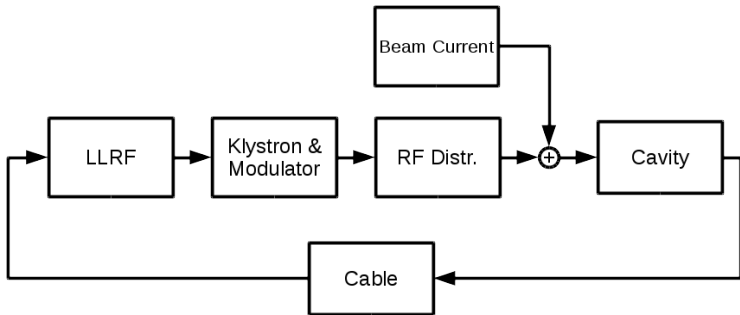 Beam Current
LLRF
Klystron &
Modulator
RF Distr.
+
Cavity
Cable